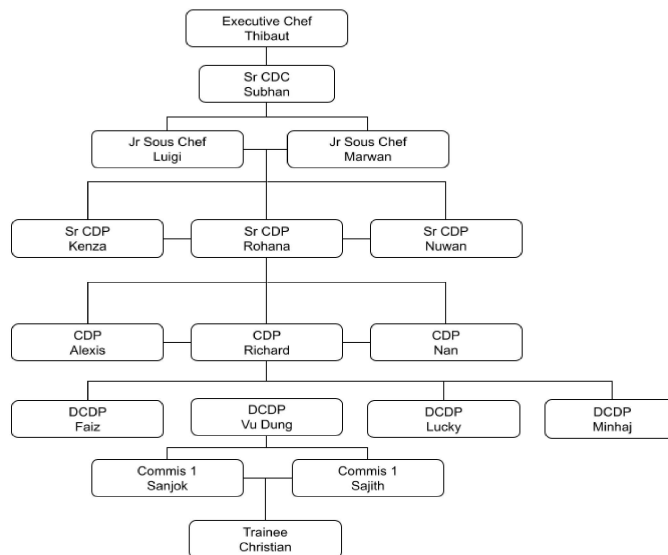 Executive Chef
Thibaut
Sr CDC
Subhan
Jr Sous Chef
Luigi
Jr Sous Chef
Marwan
Sr CDP
Kenza
Sr CDP
Rohana
Sr CDP
Nuwan
CDP
Alexis
CDP
Richard
CDP
Nan
DCDP
Faiz
DCDP
Vu Dung
DCDP
Lucky
DCDP
Minhaj
Commis 1
Sanjok
Commis 1
Sajith
Trainee
Christian